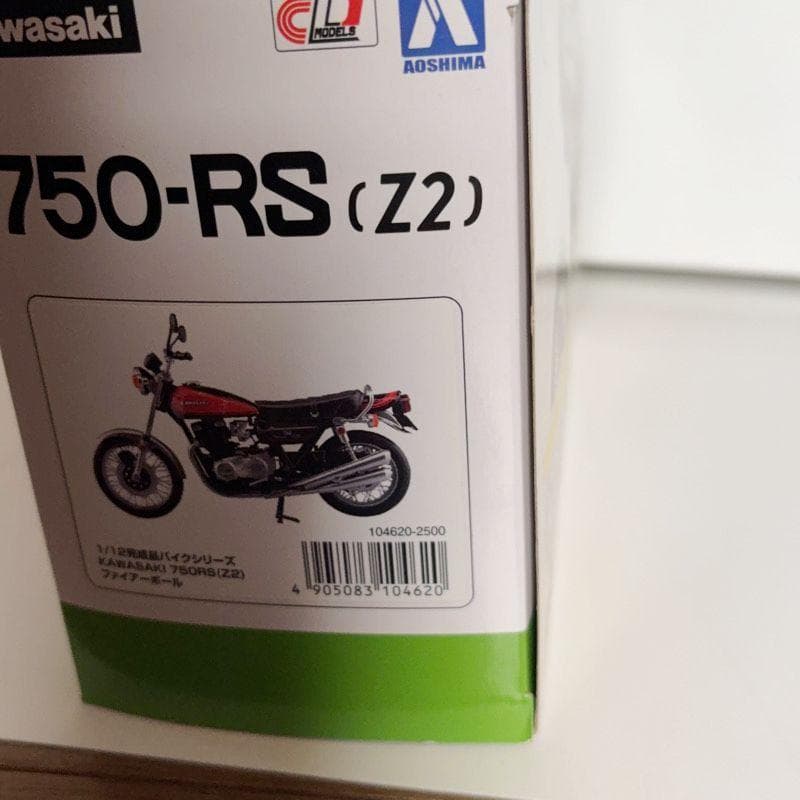 wasaki
CD
MODELS
AOSHIMA
750-RS (Z2)
104620-2500
1/12完成品バイクシリーズ
KAWASAKI 750RS(Z2)
ファイアーボール
4 905083 104620